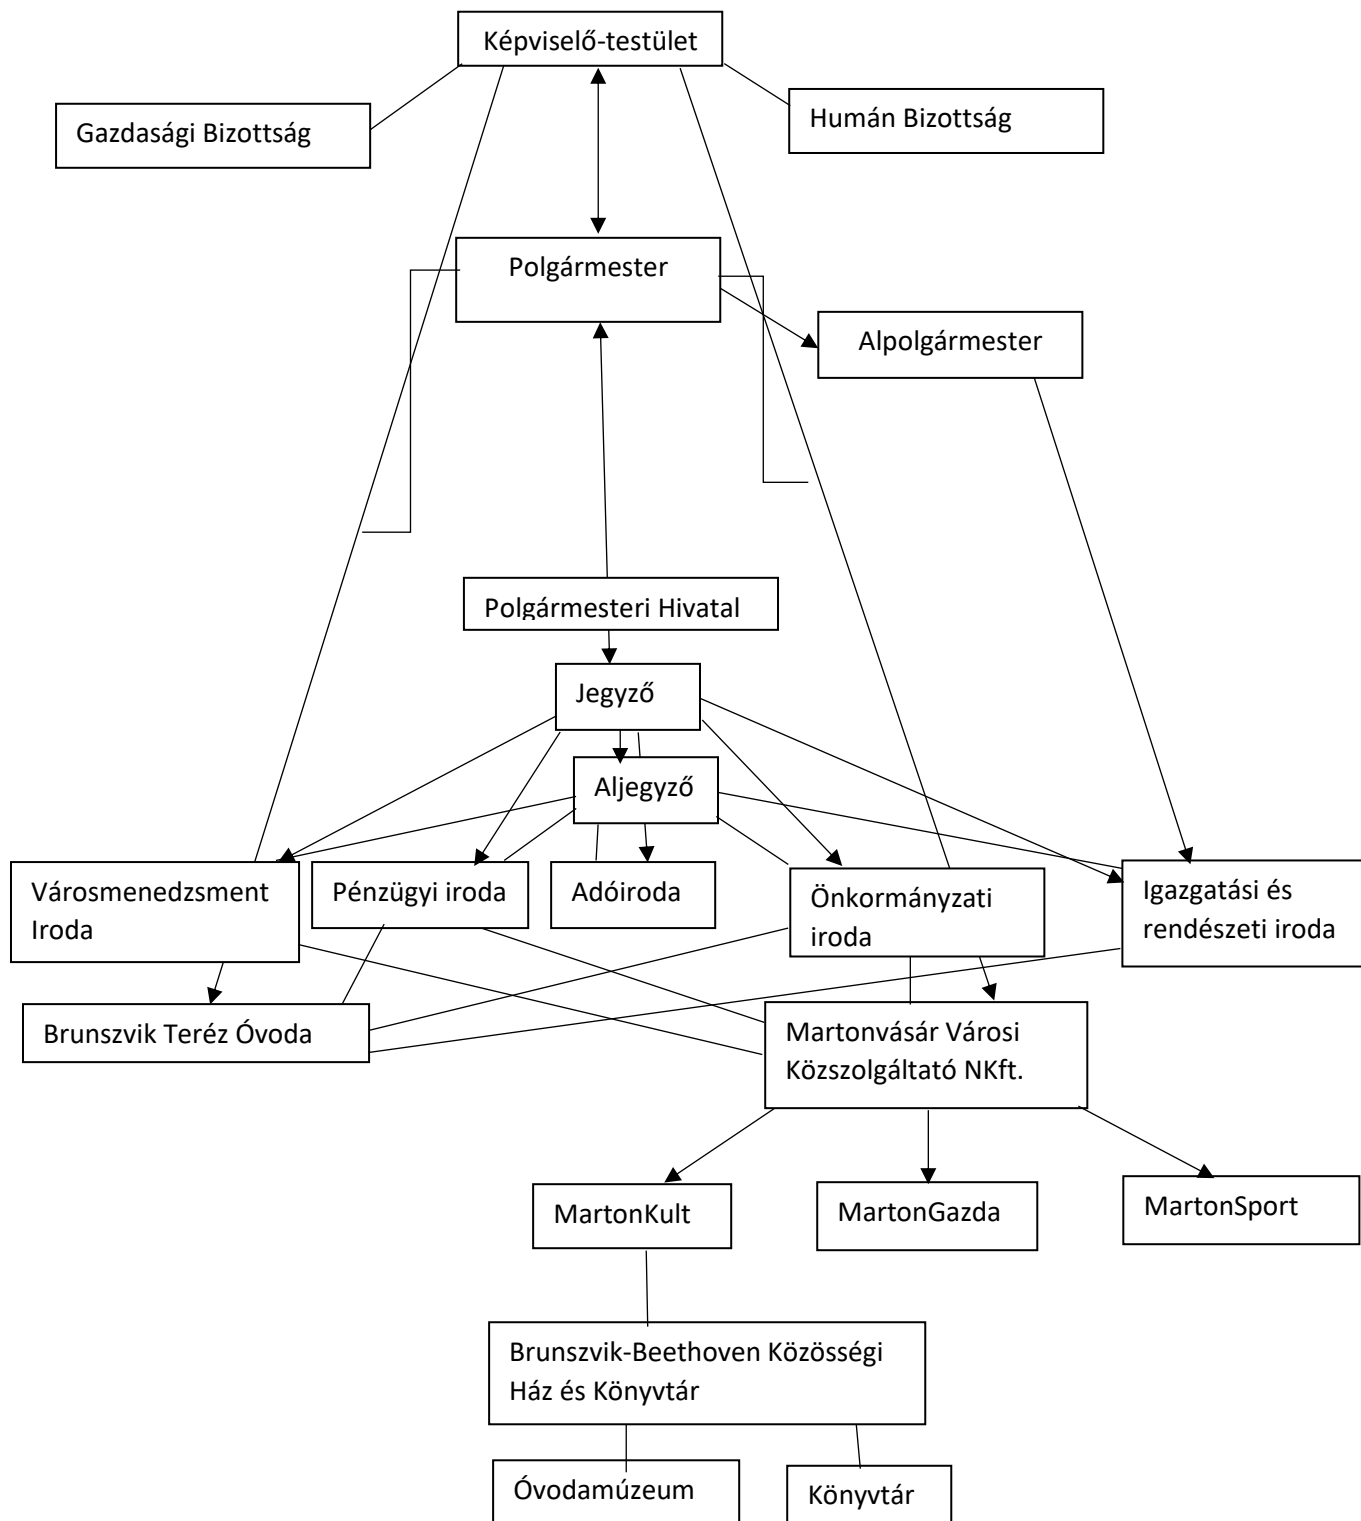 Képviselő-testület
Gazdasági Bizottság
Humán Bizottság
Polgármester
Alpolgármester
Polgármesteri Hivatal
Jegyző
Aljegyző
Városmenedzsment
Iroda
Pénzügyi iroda
Adóiroda
Önkormányzati
iroda
Igazgatási és
rendészeti iroda
Brunszvik Teréz Óvoda
Martonvásár Városi
Közszolgáltató NKft.
MartonKult
MartonGazda
MartonSport
Brunszvik-Beethoven Közösségi
Ház és Könyvtár
Óvodamúzeum
Könyvtár